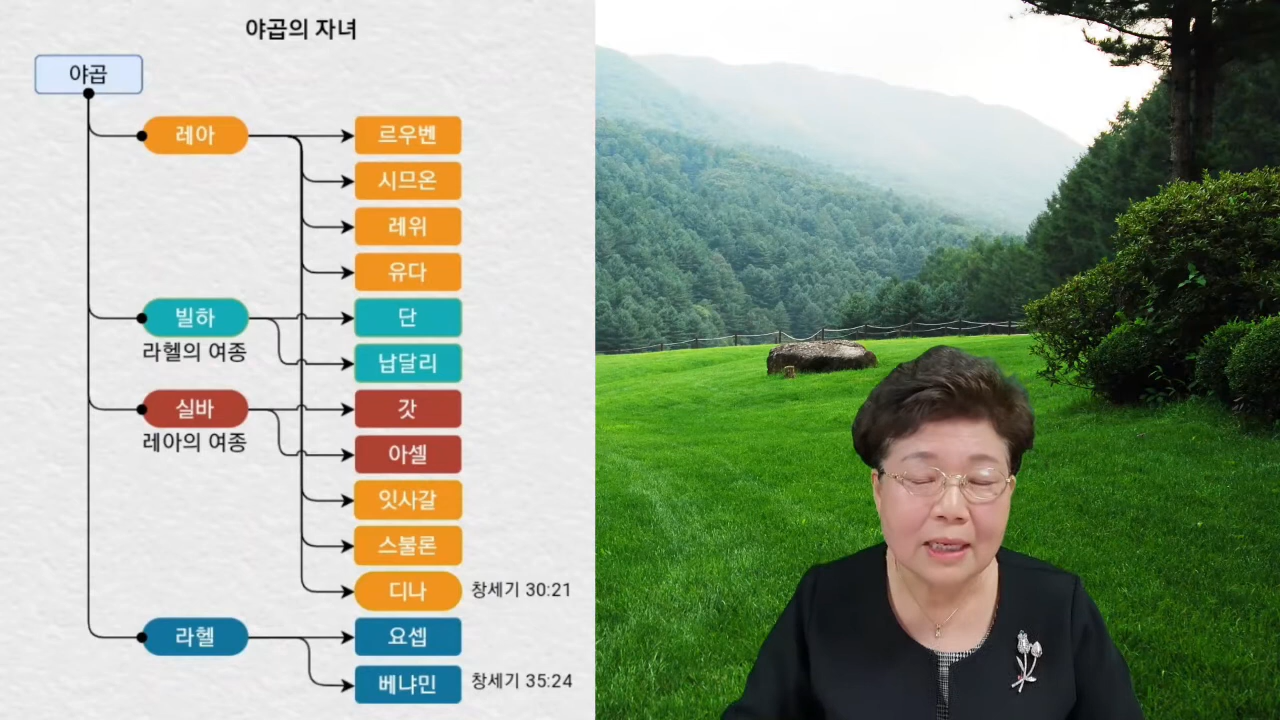 야곱의 자녀
야곱
레아
르우벤
시므온
레위
유다
빌하
단
라헬의 여종
납달리
실바
갓
레아의 여종
아셀
잇사갈
스불론
디나 창세기 30:21
라헬
요셉
베냐민 창세기 35:24